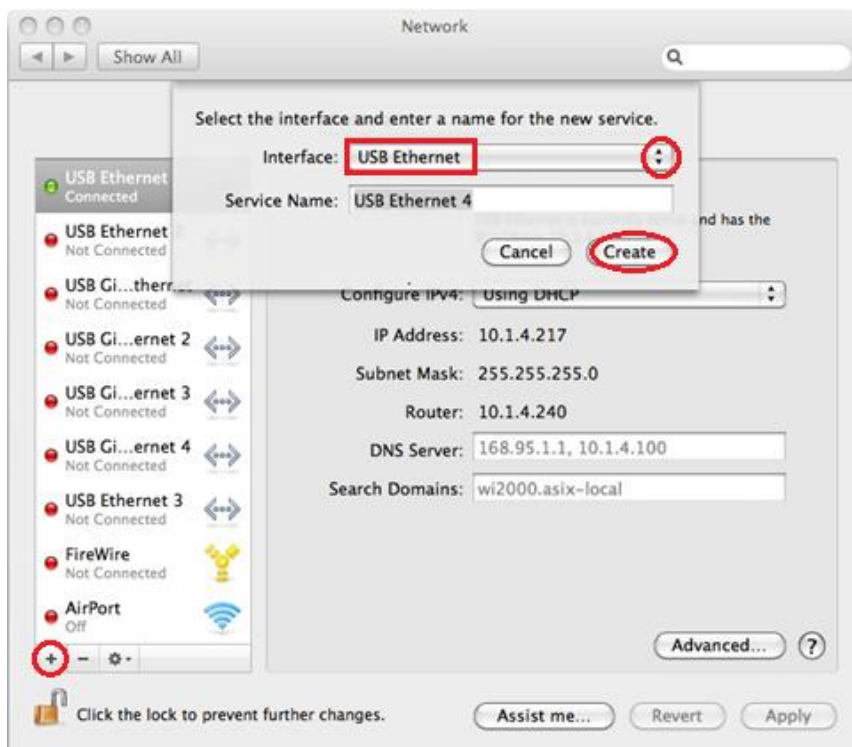 Network
Show All
Select the interface and enter a name for the new service.
Interface: USB Ethernet
Service Name: USB Ethernet 4
Cancel
Create
USB Ethernet
Connected
USB Ethernet
Not Connected
USB Gi...thernet
Not Connected
USB Gi...ernet 2
Not Connected
USB Gi...ernet 3
Not Connected
USB Gi...ernet 4
Not Connected
USB Ethernet 3
Not Connected
FireWire
Not Connected
AirPort
Off
and has the
Configure IPv4: Using DHCP
IP Address: 10.1.4.217
Subnet Mask: 255.255.255.0
Router: 10.1.4.240
DNS Server: 168.95.1.1, 10.1.4.100
Search Domains: wi2000.asix-local
Advanced... ?
Click the lock to prevent further changes.
Assist me...
Revert
Apply